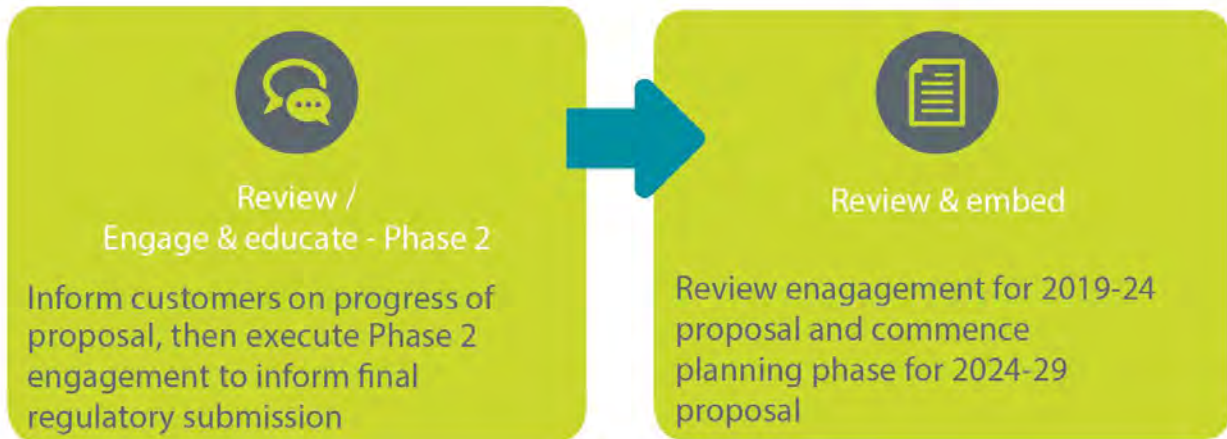 Review /
Engage & educate - Phase 2
Inform customers on progress of
proposal, then execute Phase 2
engagement to inform final
regulatory submission
Review & embed
Review enagagement for 2019-24
proposal and commence
planning phase for 2024-29
proposal